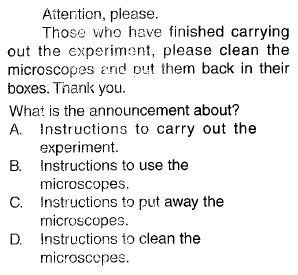 Attention, please.
Those who have finished carrying
out the experiment, please clean the
microscopes and put them back in their
boxes. Thank you.
What is the announcement about?
A. Instructions to carry out the
experiment.
B. Instructions to use the
microscopes.
C. Instructions to put away the
microscopes.
D. Instructions to clean the
microscopes.